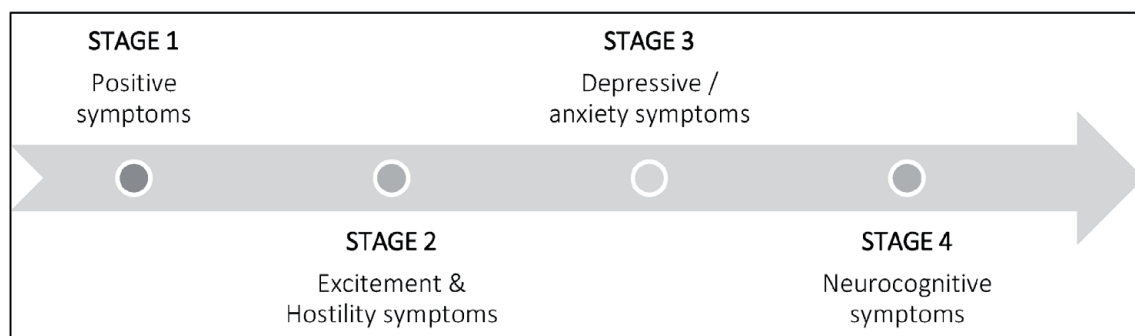 STAGE 1
Positive
symptoms
STAGE 2
Excitement &
Hostility symptoms
STAGE 3
Depressive /
anxiety symptoms
STAGE 4
Neurocognitive
symptoms